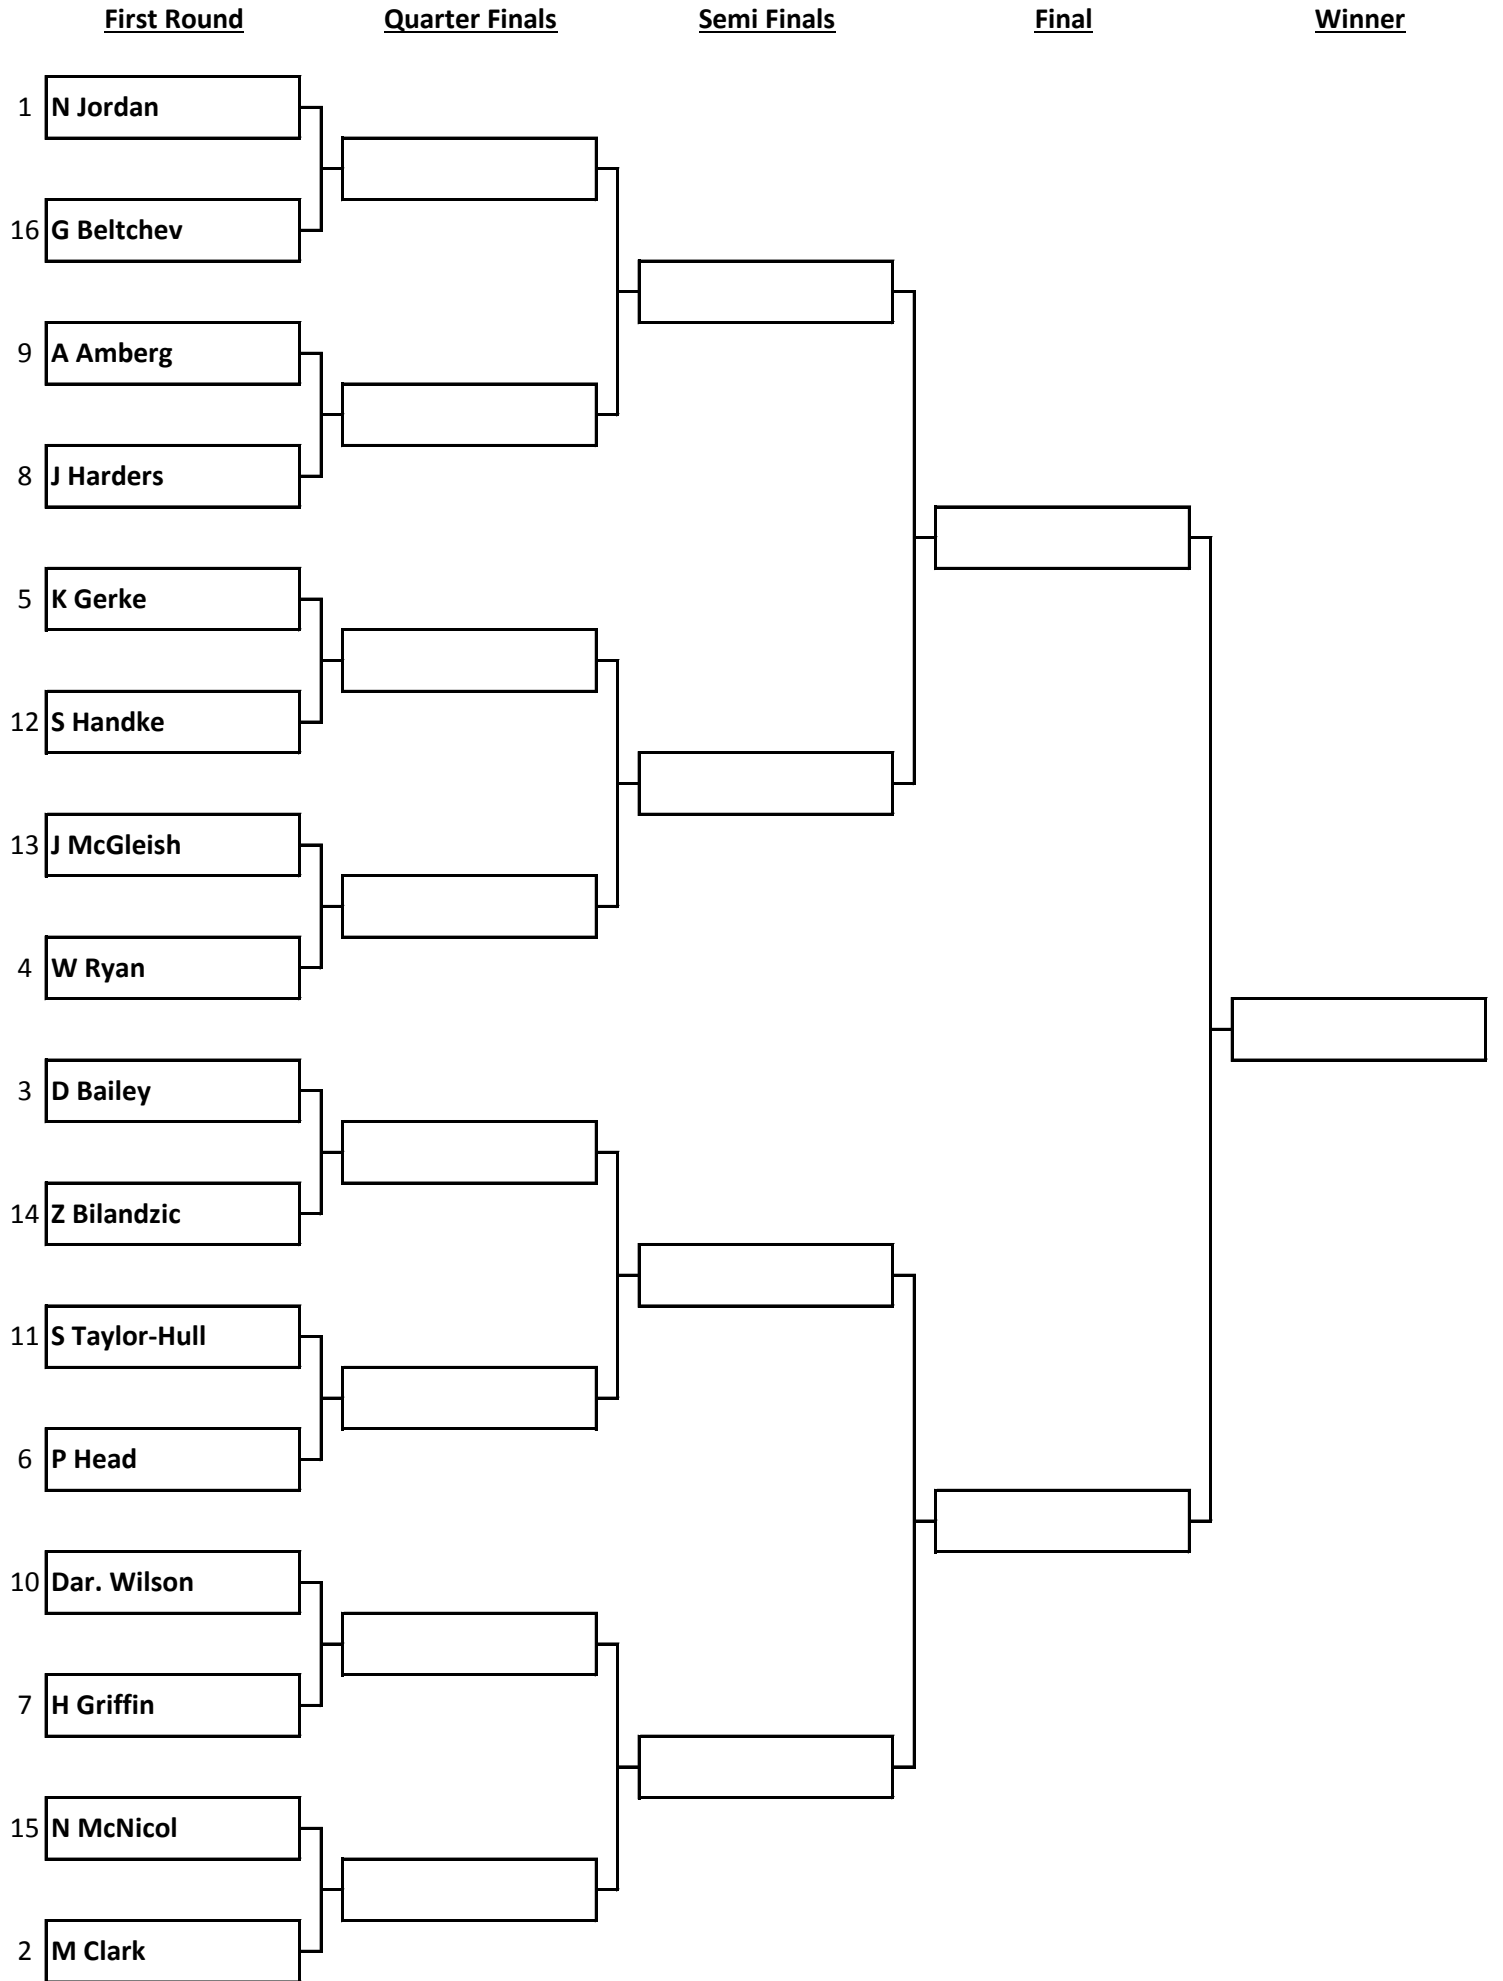 First Round Quarter Finals Semi Finals Final Winner
1 N Jordan
16 G Beltchev
9 A Amberg
8 J Harders
5 K Gerke
12 S Handke
13 J McGleish
4 W Ryan
3 D Bailey
14 Z Bilandzic
11 S Taylor-Hull
6 P Head
10 Dar. Wilson
7 H Griffin
15 N McNicol
2 M Clark